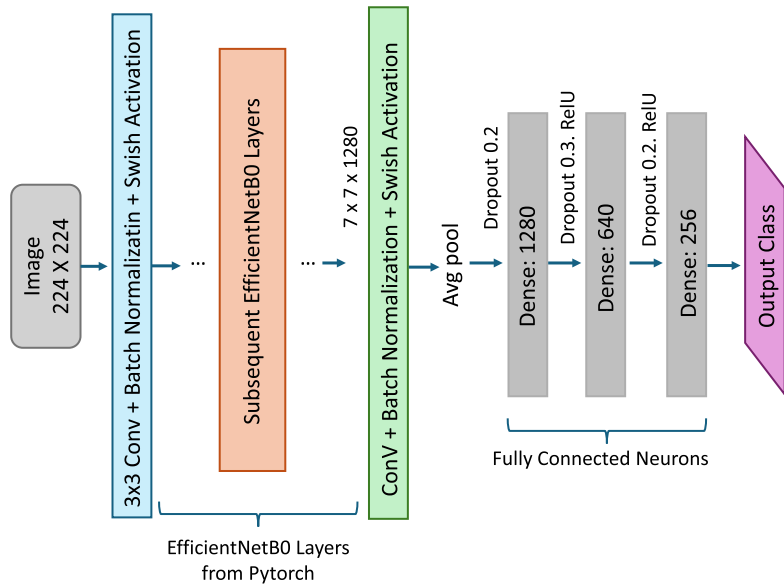 Image
224 X 224
3x3 Conv + Batch Normalizatin + Swish Activation
...
Subsequent EfficientNetB0 Layers
...
7 x 7 x 1280
ConV + Batch Normalization + Swish Activation
Avg pool
Dropout 0.2
Dense: 1280
Dropout 0.3. RelU
Dense: 640
Dropout 0.2. RelU
Dense: 256
Output Class
EfficientNetB0 Layers
from Pytorch
Fully Connected Neurons